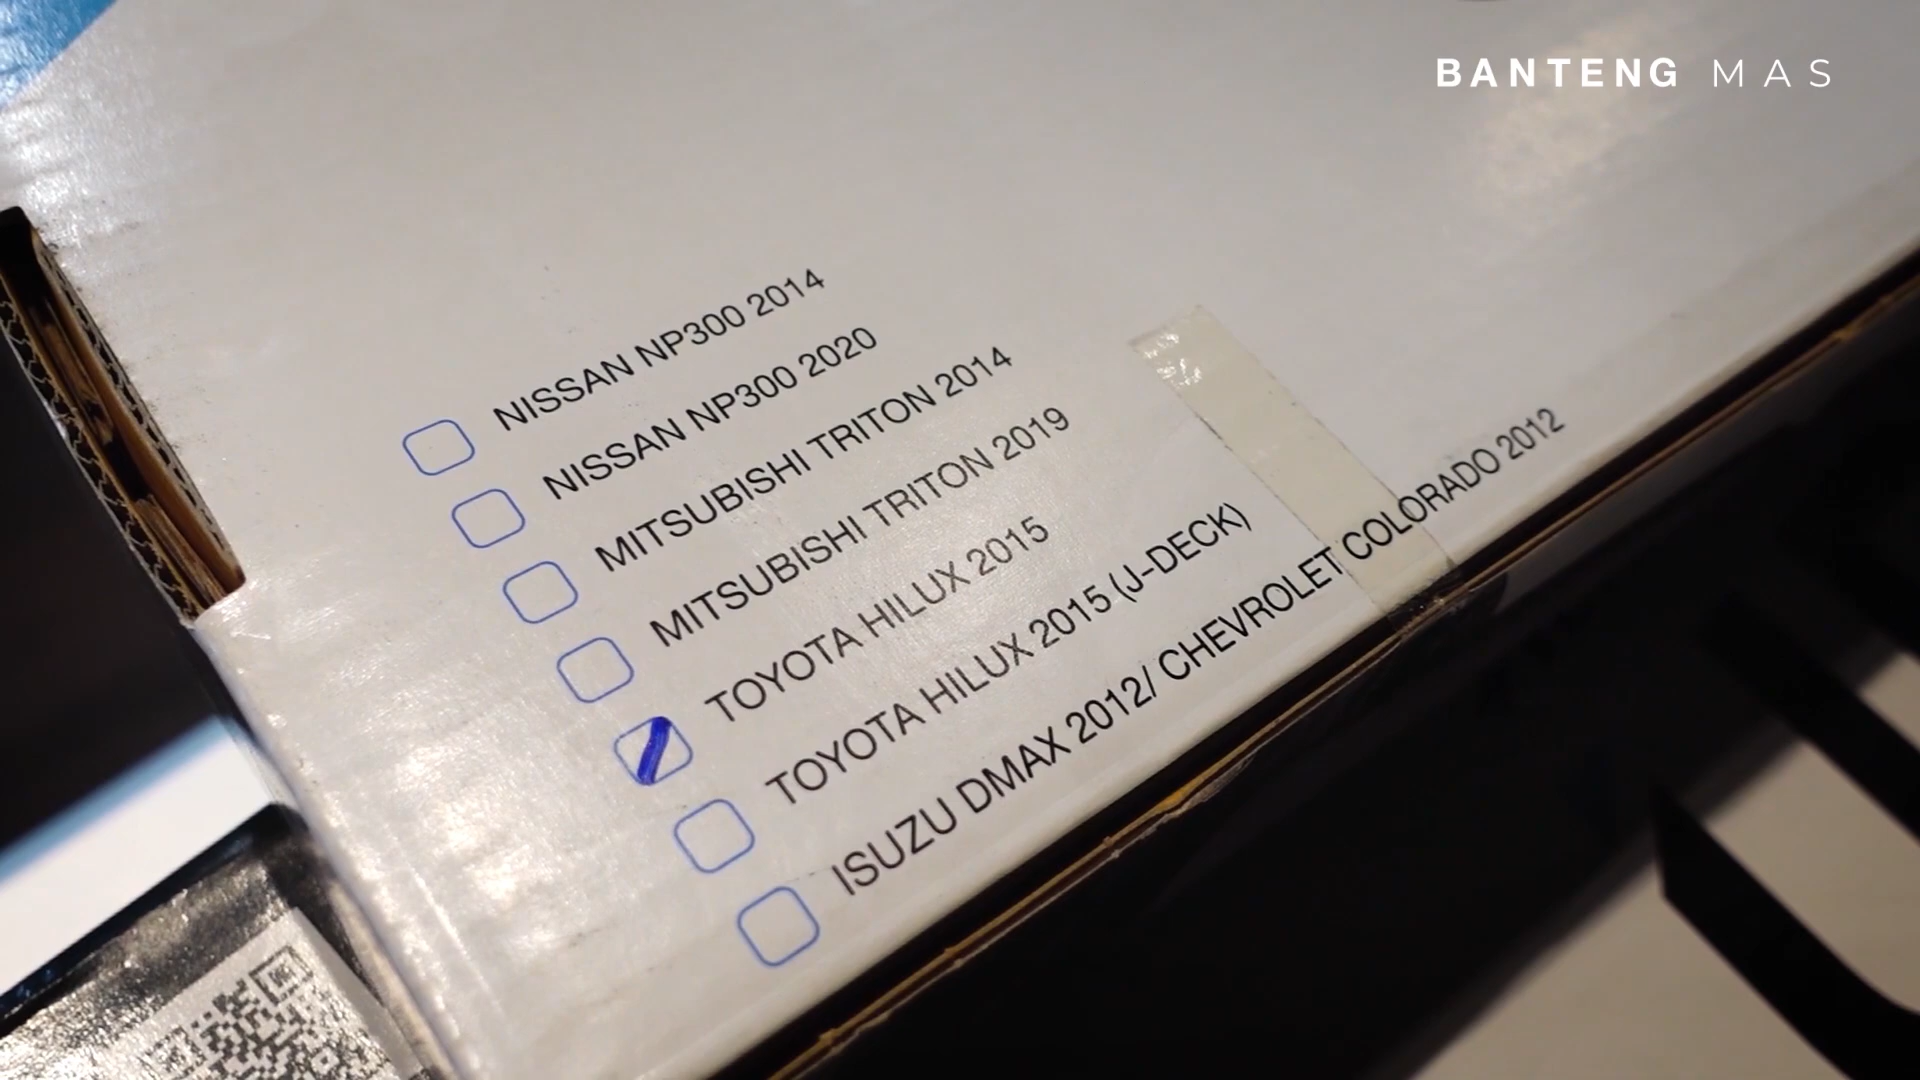 BANTENG MAS
NISSAN NP300 2014
NISSAN NP300 2020
MITSUBISHI TRITON 2014
MITSUBISHI TRITON 2019
TOYOTA HILUX 2015
TOYOTA HILUX 2015 (J-DECK)
ISUZU DMAX 2012/ CHEVROLET COLORADO 2012